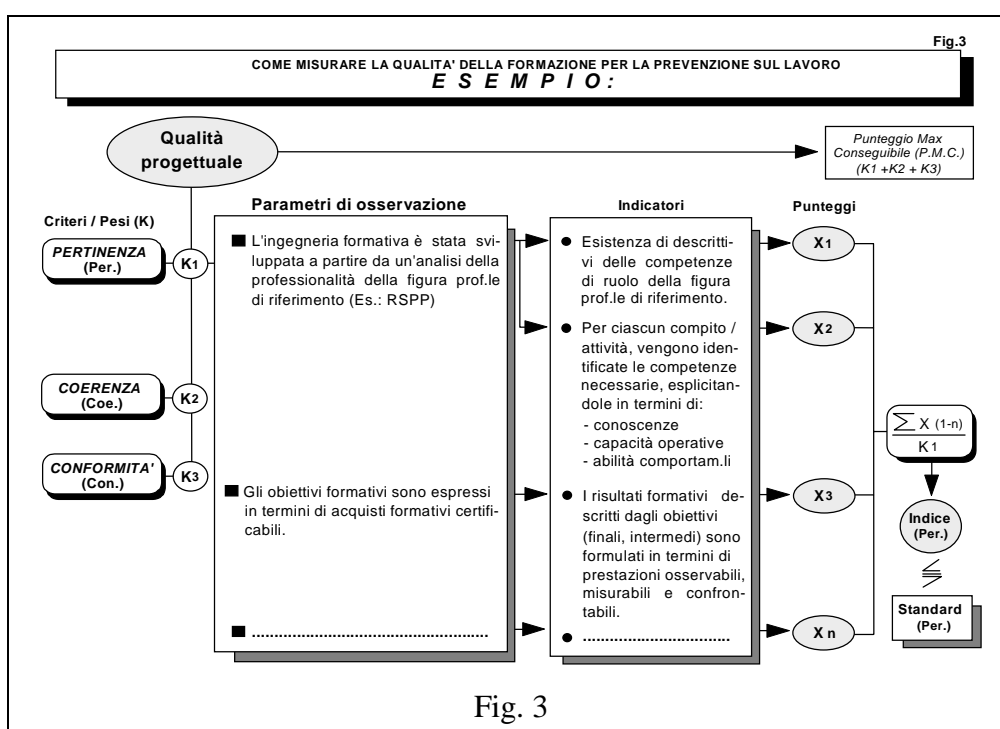 Fig.3
COME MISURARE LA QUALITA' DELLA FORMAZIONE PER LA PREVENZIONE SUL LAVORO
E S E M P I O :
Qualità
progettuale
Punteggio Max
Conseguibile (P.M.C.)
(K1 +K2 + K3)
Criteri / Pesi (K)
PERTINENZA
(Per.)
K1
COERENZA
(Coe.)
K2
CONFORMITA'
(Con.)
K3
Parametri di osservazione
■ L'ingegneria formativa è stata svi-
luppata a partire da un'analisi della
professionalità della figura prof.le
di riferimento (Es.: RSPP)
■ Gli obiettivi formativi sono espressi
in termini di acquisti formativi certifi-
cabili.
■ ................................................
Indicatori
● Esistenza di descritti-
vi delle competenze
di ruolo della figura
prof.le di riferimento.
● Per ciascun compito /
attività, vengono iden-
tificate le competenze
necessarie, esplicitan-
dole in termini di:
- conoscenze
- capacità operative
- abilità comportam.li
● I risultati formativi de-
scritti dagli obiettivi
(finali, intermedi) sono
formulati in termini di
prestazioni osservabili,
misurabili e confron-
tabili.
● ..............................
Punteggi
X1
X2
X3
X n
∑ X (1-n)
K 1
Indice
(Per.)
≶
Standard
(Per.)
Fig. 3